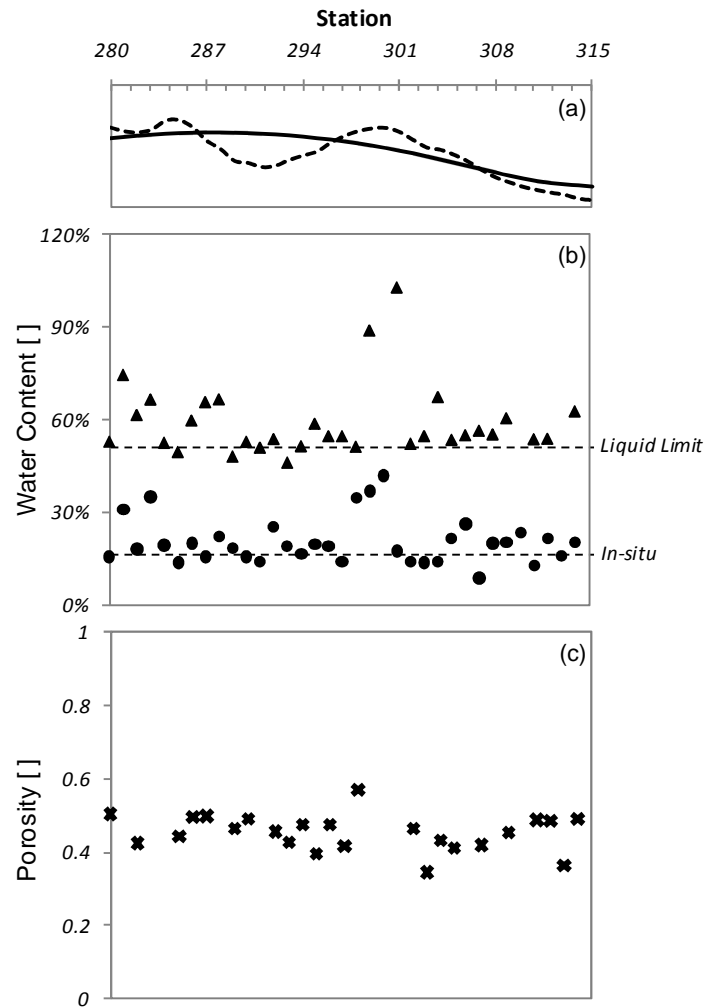 Station
280 287 294 301 308 315
(a)
120%
(b)
90%
60%
30%
0%
Water Content [ ]
Liquid Limit
In-situ
1
(c)
0.8
0.6
0.4
0.2
0
Porosity [ ]